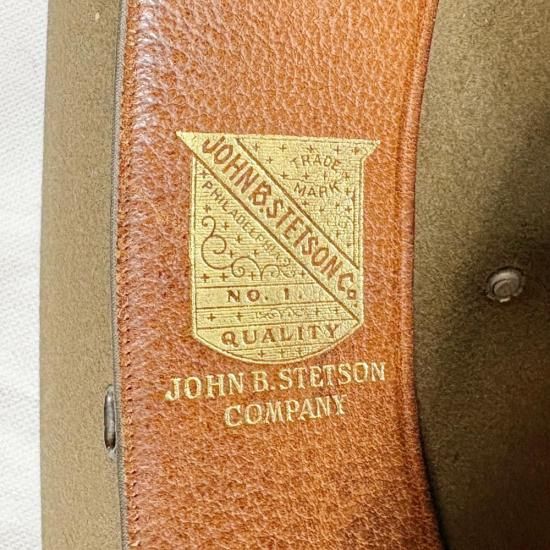 TRADE
MARK
JOHN B. STETSON Co.
PHILADELPHIA
NO. 1.
QUALITY
JOHN B. STETSON
COMPANY